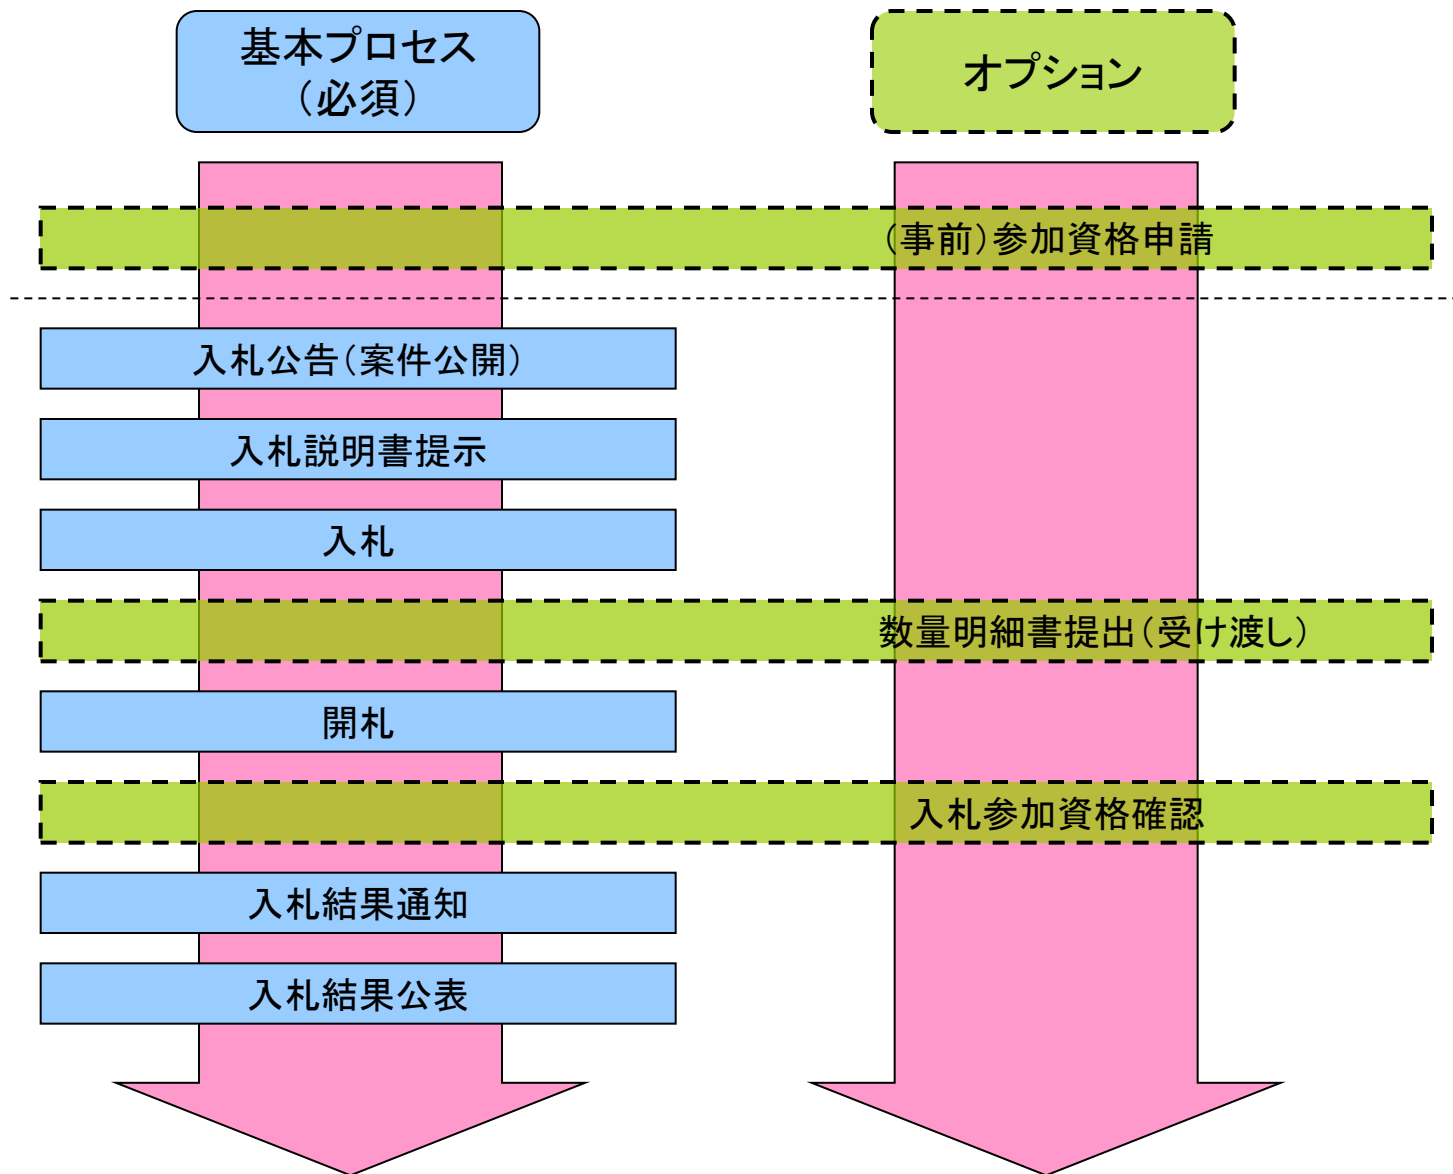 基本プロセス
（必須）
オプション
（事前）参加資格申請
入札公告（案件公開）
入札説明書提示
入札
数量明細書提出（受け渡し）
開札
入札参加資格確認
入札結果通知
入札結果公表